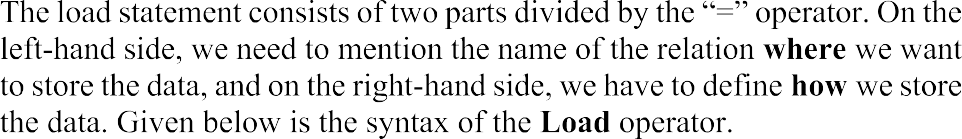 The load statement consists of two parts divided by the “=” operator. On the
left-hand side, we need to mention the name of the relation where we want
to store the data, and on the right-hand side, we have to define how we store
the data. Given below is the syntax of the Load operator.